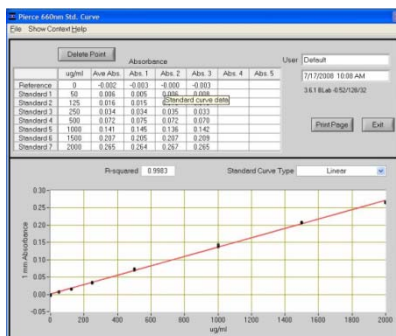 Pierce 660nm Std. Curve
File Show Context Help
Delete Point
Absorbance
User Default
7/17/2008 10:08 AM
3.6.1 BLab -0.52/128/32
Print Page Exit
ug/ml Ave Abs. Abs. 1 Abs. 2 Abs. 3 Abs. 4 Abs. 5
Reference 0 -0.002 -0.003 -0.000 -0.003
Standard 1 50 0.006 0.005 0.006 0.008
Standard 2 125 0.016 0.015
Standard curve data
Standard 3 250 0.034 0.034 0.035 0.033
Standard 4 500 0.072 0.075 0.072 0.070
Standard 5 1000 0.141 0.145 0.136 0.142
Standard 6 1500 0.207 0.205 0.207 0.209
Standard 7 2000 0.265 0.264 0.267 0.265
R-squared 0.9983 Standard Curve Type Linear
1 mm Absorbance
0.30
0.25
0.20
0.15
0.10
0.05
0.00
-0.05
0 200 400 600 800 1000 1200 1400 1600 1800 2000
ug/ml